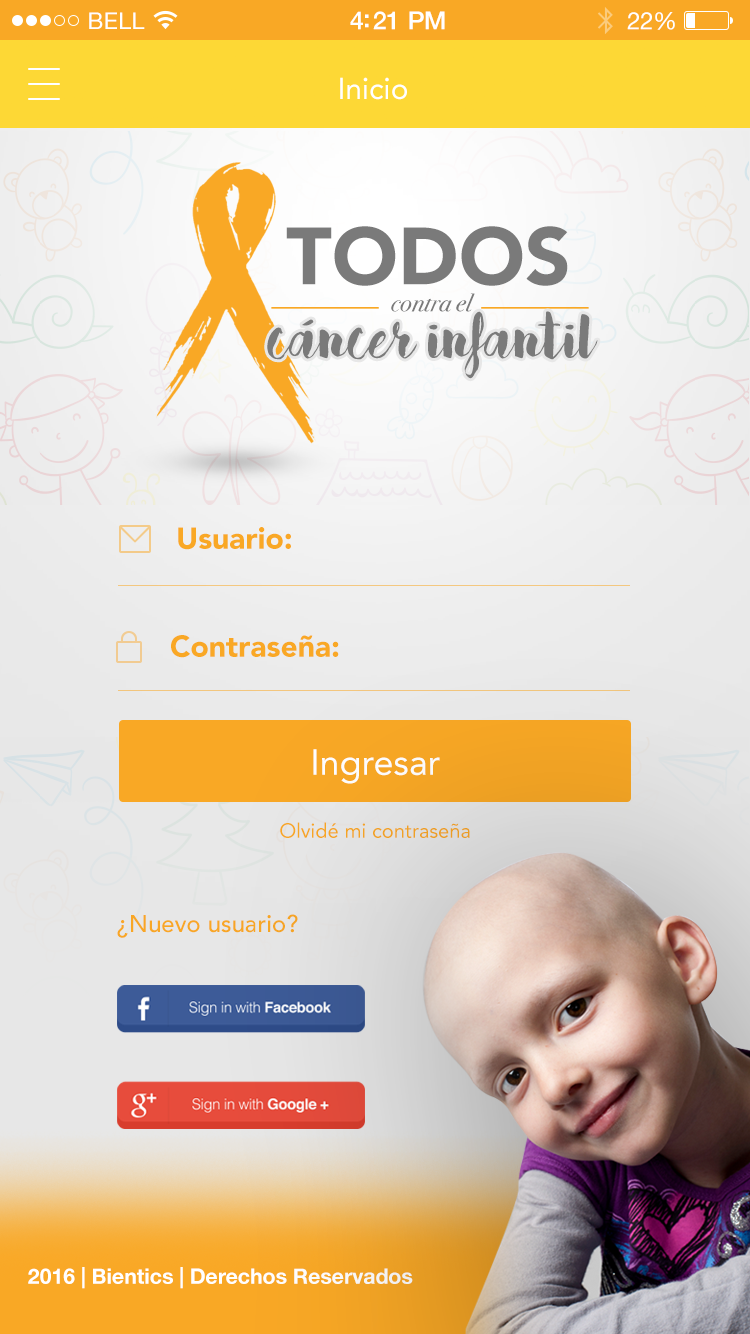 BELL 4:21 PM 22%
Inicio
TODOS
contra el
cáncer infantil
Usuario:
Contraseña:
Ingresar
Olvidé mi contraseña
¿Nuevo usuario?
f Sign in with Facebook
g+ Sign in with Google +
2016 | Bientics | Derechos Reservados